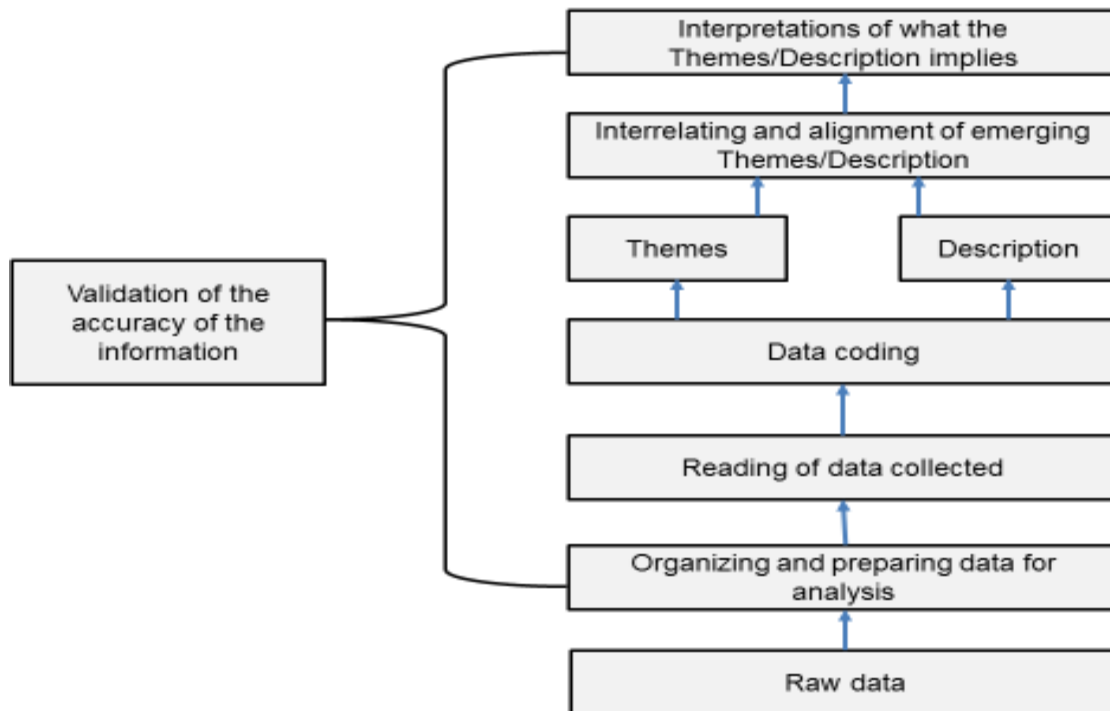 Interpretations of what the
Themes/Description implies
Interrelating and alignment of emerging
Themes/Description
Themes
Description
Validation of the
accuracy of the
information
Data coding
Reading of data collected
Organizing and preparing data for
analysis
Raw data